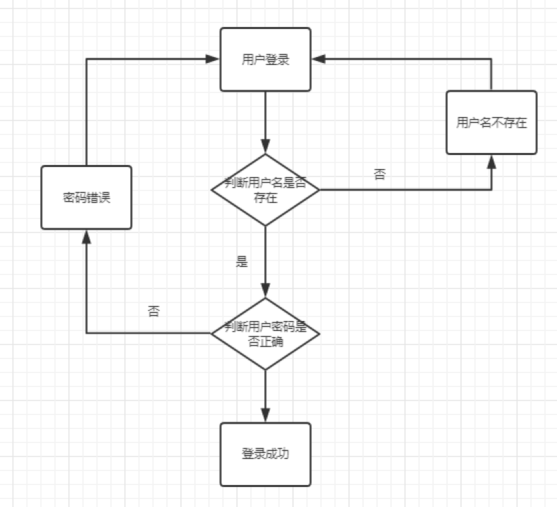 用户登录
用户名不存在
判断用户名是否
存在
否
密码错误
是
否
判断用户密码是
否正确
登录成功